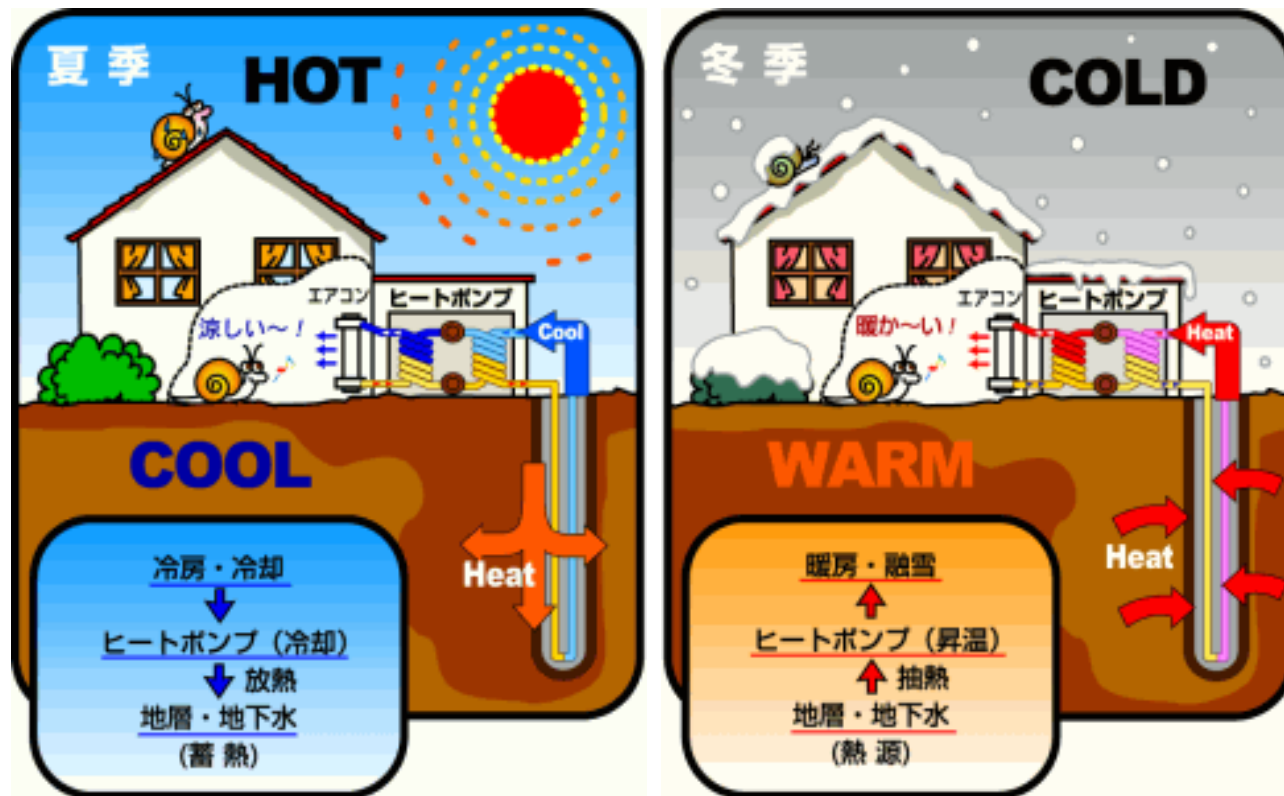 夏季
HOT
エアコン
ヒートポンプ
涼しい～！
Cool
COOL
Heat
冷房・冷却
ヒートポンプ（冷却）
放熱
地層・地下水
(蓄熱)
冬季
COLD
エアコン
ヒートポンプ
暖か～い！
Heat
WARM
Heat
暖房・融雪
ヒートポンプ（昇温）
抽熱
地層・地下水
(熱源)